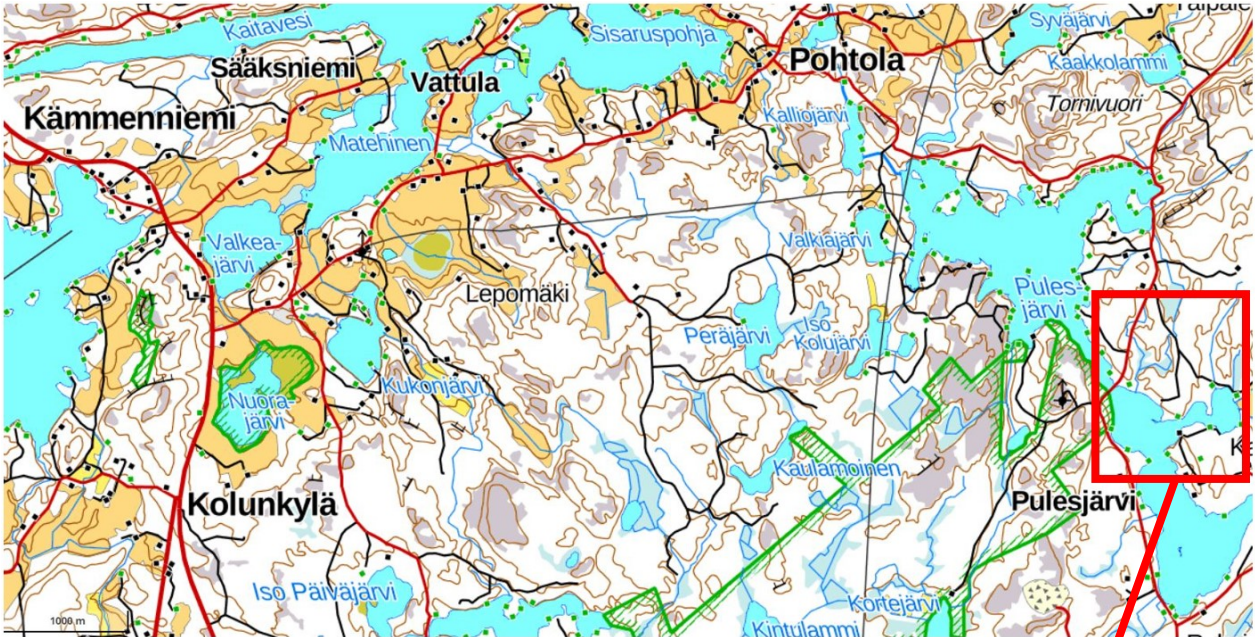 Kaitavesi
Sisaruspohja
Syväjärvi
Sääksniemi
Vattula
Pohtola
Kaakkolammi
Kämmenniemi
Tornivuori
Matehinen
Kalliojärvi
Valkea-
järvi
Valkiajärvi
Lepomäki
Pules-
järvi
Peräjärvi
Iso
Kolujärvi
Kukonjärvi
Nuora-
järvi
Kaulamoinen
Kolunkylä
Pulesjärvi
Iso Päiväjärvi
Kortejärvi
1000 m
Kintulammi